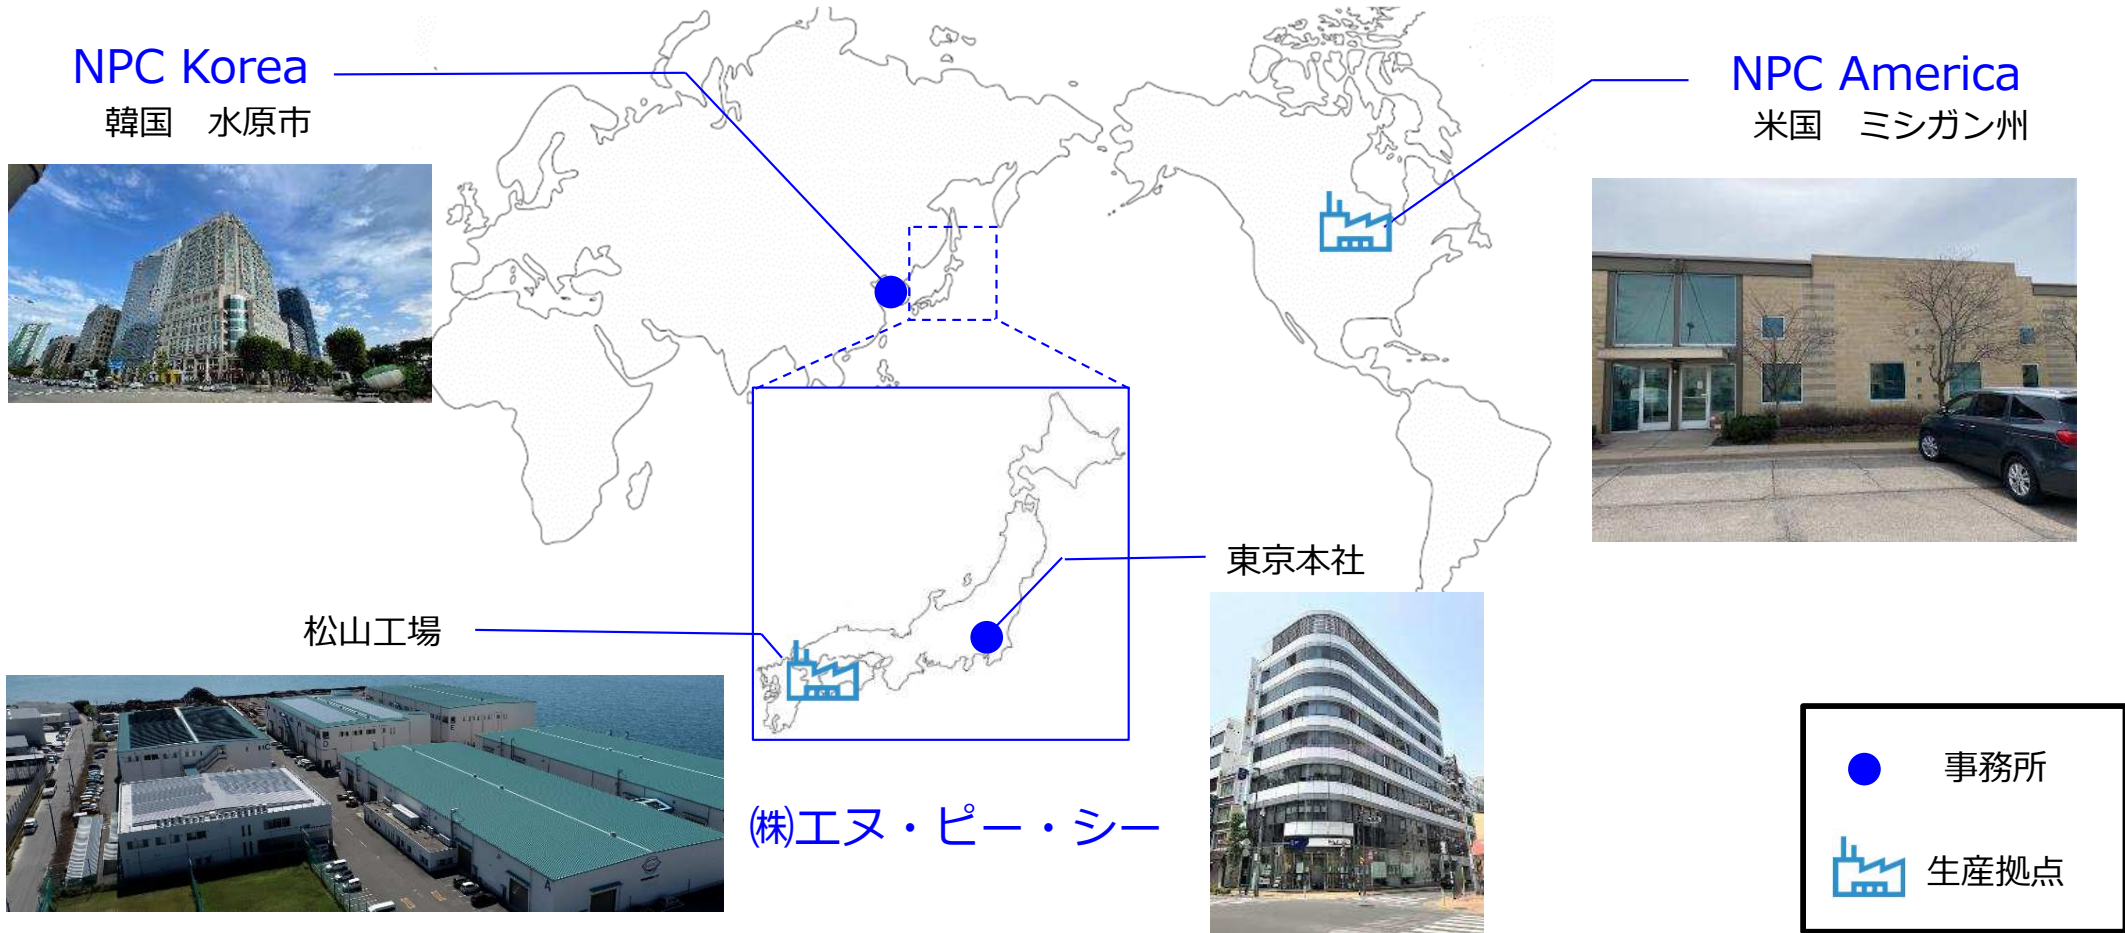 NPC Korea
韓国　水原市
NPC America
米国　ミシガン州
東京本社
松山工場
㈱エヌ・ピー・シー
事務所
生産拠点